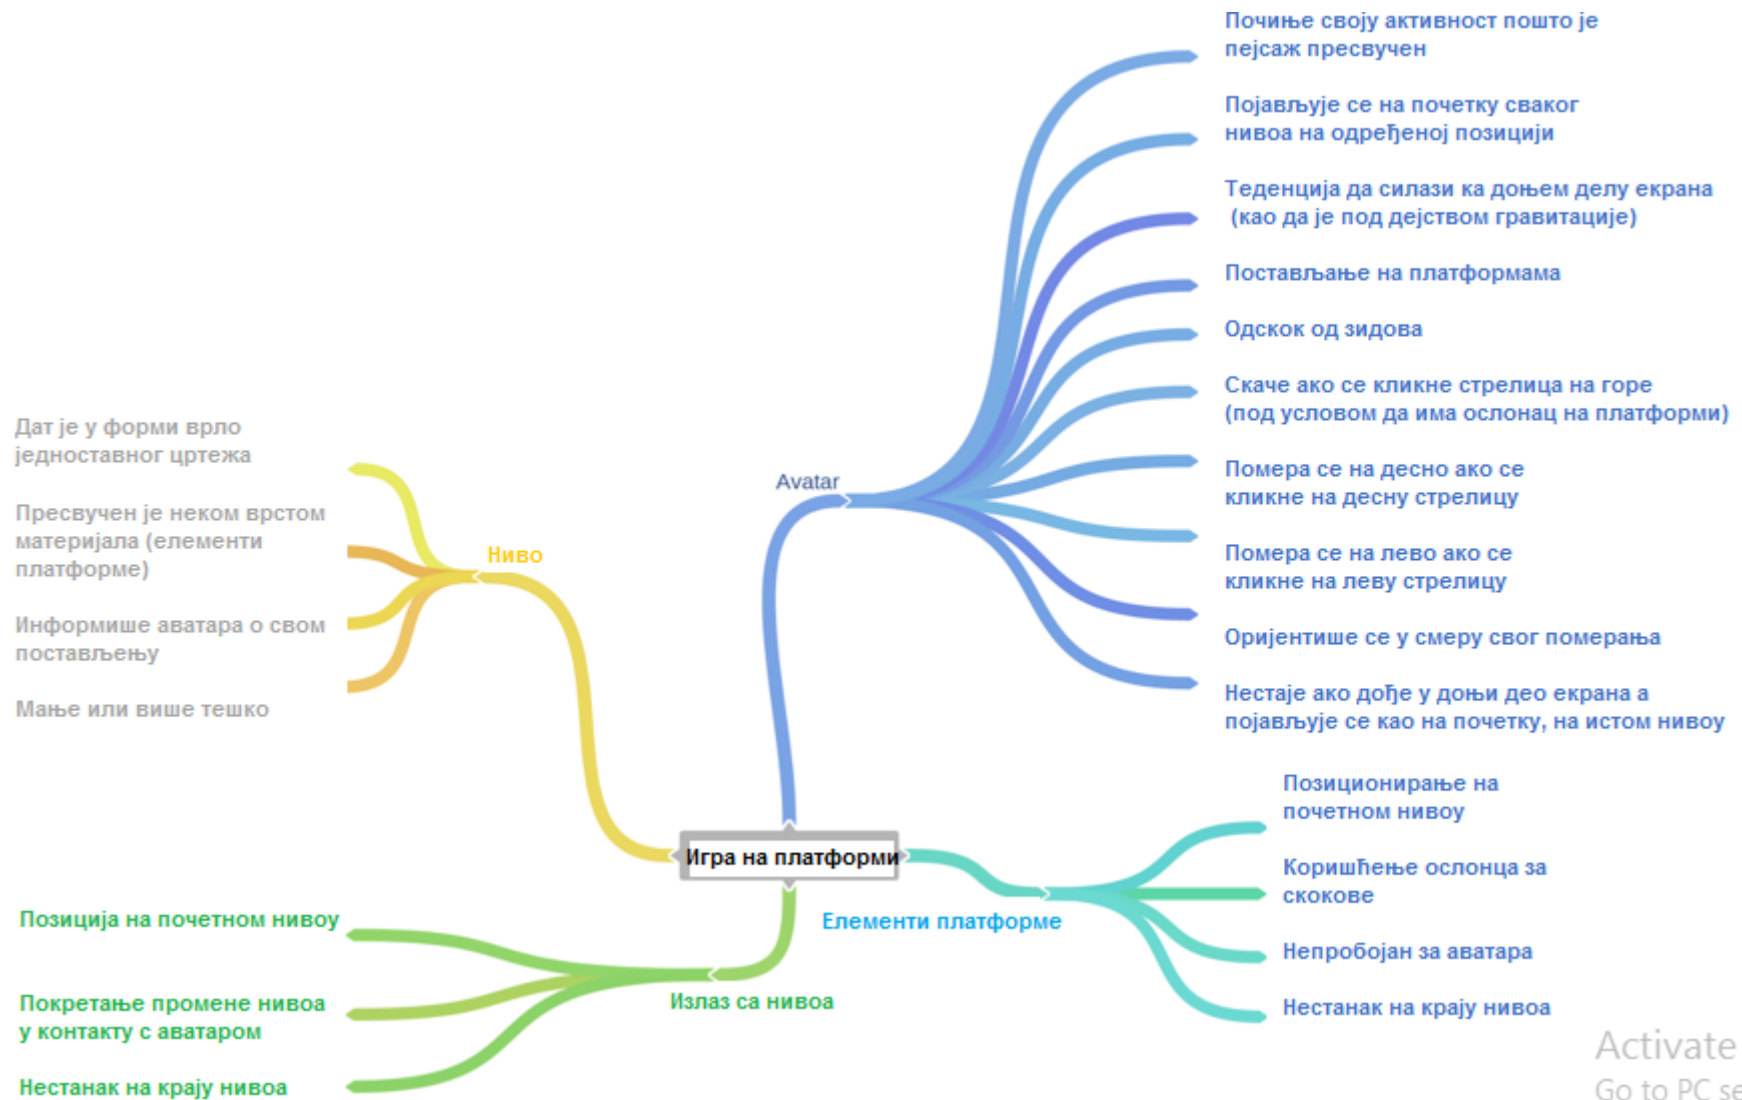 Почиње своју активност пошто је
пејсаж пресвучен
Појављује се на почетку сваког
нивоа на одређеној позицији
Теденција да силази ка доњем делу екрана
(као да је под дејством гравитације)
Постављање на платформама
Одскок од зидова
Скаче ако се кликне стрелица на горе
(под условом да има ослонац на платформи)
Помера се на десно ако се
кликне на десну стрелицу
Помера се на лево ако се
кликне на леву стрелицу
Оријентише се у смеру свог померања
Нестаје ако дође у доњи део екрана а
појављује се као на почетку, на истом нивоу
Avatar
Дат је у форми врло
једноставног цртежа
Пресвучен је неком врстом
материјала (елементи
платформе)
Информише аватара о свом
постављењу
Мање или више тешко
Ниво
Игра на платформи
Позиционирање на
почетном нивоу
Коришћење ослонца за
скокове
Непробојан за аватара
Нестанак на крају нивоа
Елементи платформе
Позиција на почетном нивоу
Покретање промене нивоа
у контакту с аватаром
Нестанак на крају нивоа
Излаз са нивоа
Activate
Go to PC se